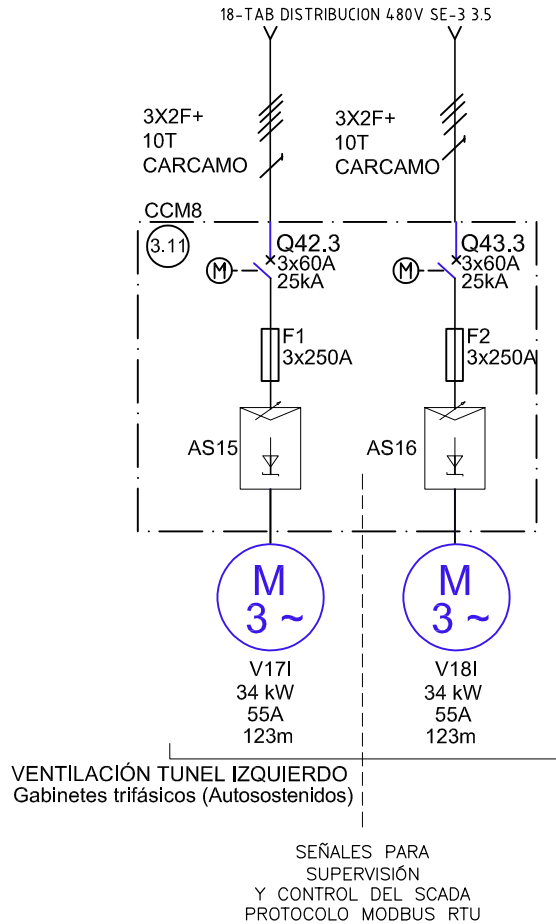 18-TAB DISTRIBUCION 480V SE-3 3.5
3X2F+
10T
CARCAMO
3X2F+
10T
CARCAMO
CCM8
3.11
M
Q42.3
3x60A
25kA
M
Q43.3
3x60A
25kA
F1
3x250A
F2
3x250A
AS15
AS16
M
3 ~
M
3 ~
V17I
34 kW
55A
123m
V18I
34 kW
55A
123m
VENTILACIÓN TUNEL IZQUIERDO
Gabinetes trifásicos (Autosostenidos)
SEÑALES PARA
SUPERVISIÓN
Y CONTROL DEL SCADA
PROTOCOLO MODBUS RTU